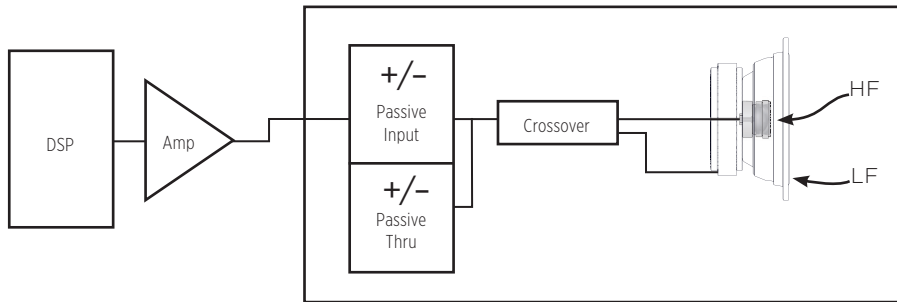 DSP
Amp
+/–
Passive
Input
+/–
Passive
Thru
Crossover
HF
LF